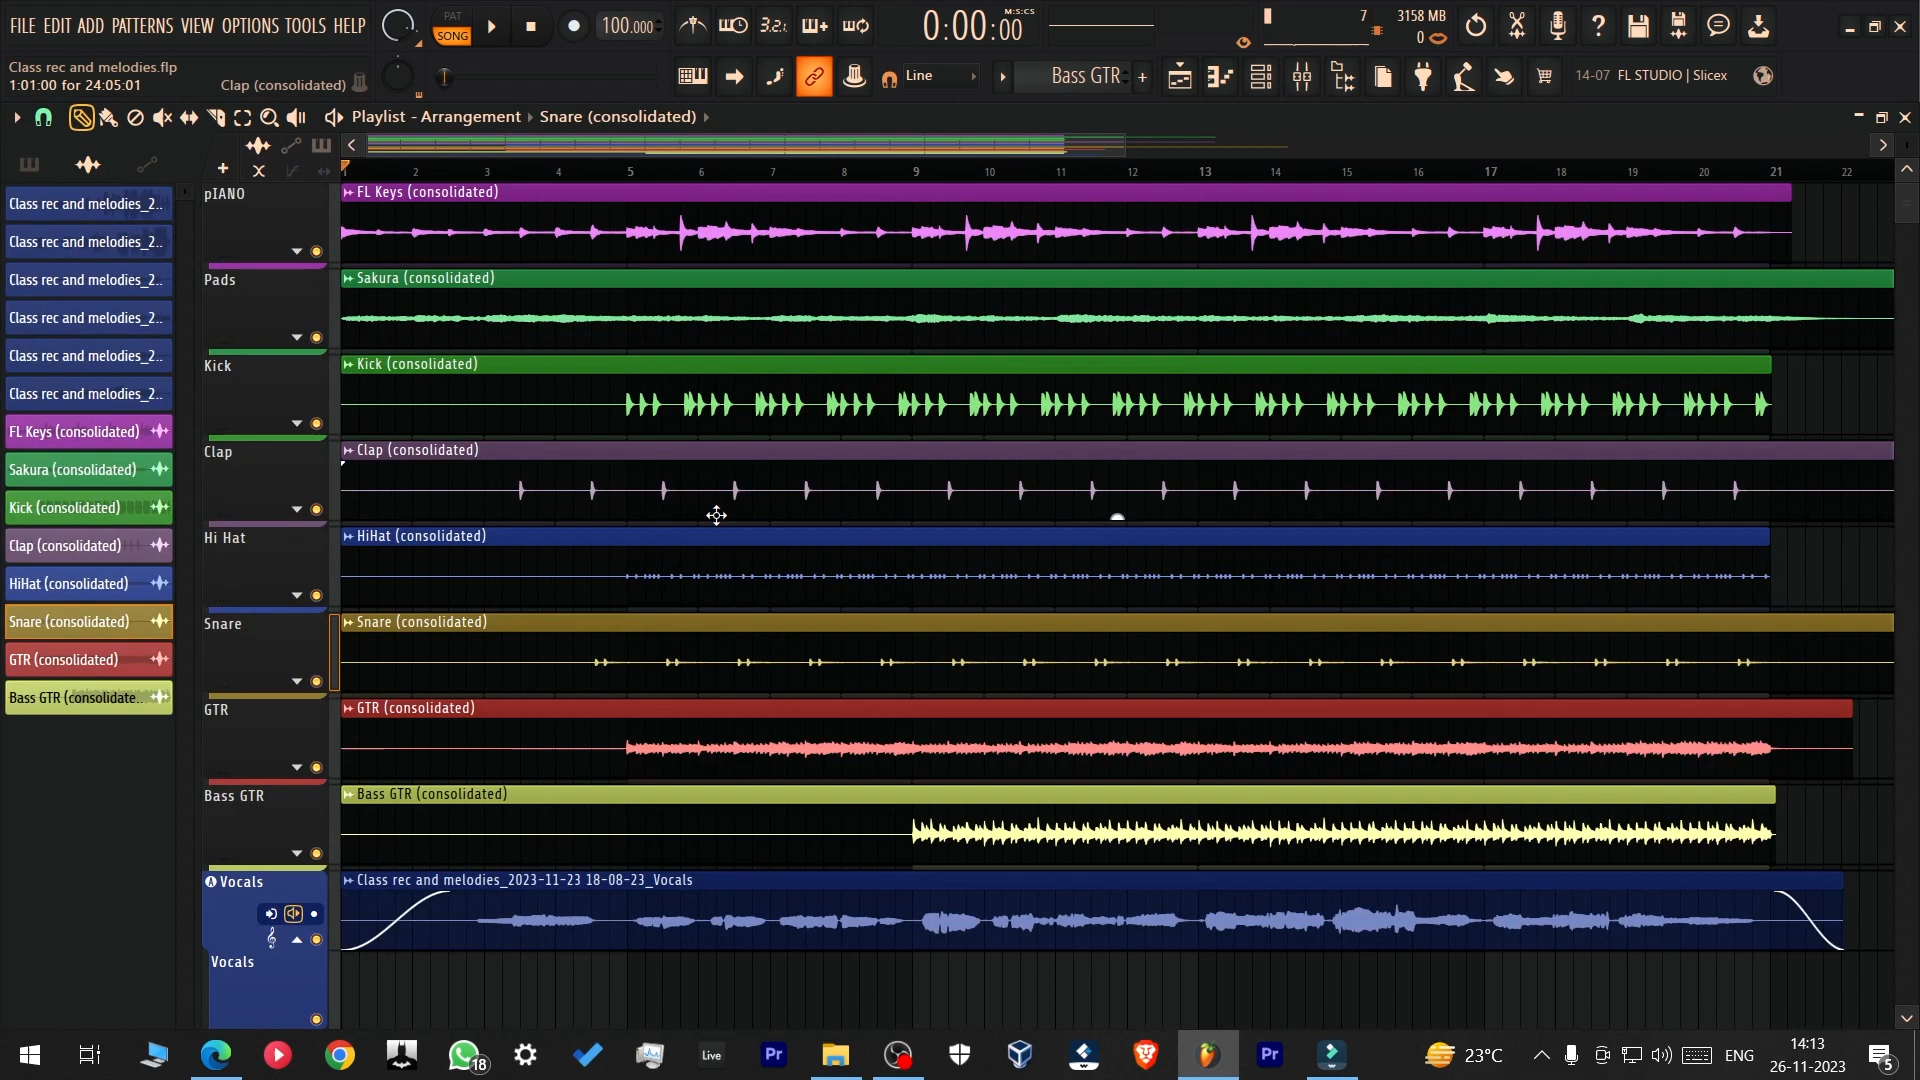 FILE EDIT ADD PATTERNS VIEW OPTIONS TOOLS HELP
PAT
SONG
100.000
3.2.
0:00:00
M:S:CS
7
3158 MB
0
Class rec and melodies.flp
1:01:00 for 24:05:01
Clap (consolidated)
Line
Bass GTR
14-07 FL STUDIO | Slicex
Playlist - Arrangement Snare (consolidated)
1 2 3 4 5 6 7 8 9 10 11 12 13 14 15 16 17 18 19 20 21 22
Class rec and melodies_2..
Class rec and melodies_2..
Class rec and melodies_2..
Class rec and melodies_2..
Class rec and melodies_2..
Class rec and melodies_2..
FL Keys (consolidated)
Sakura (consolidated)
Kick (consolidated)
Clap (consolidated)
HiHat (consolidated)
Snare (consolidated)
GTR (consolidated)
Bass GTR (consolidate..
pIANO
FL Keys (consolidated)
Pads
Sakura (consolidated)
Kick
Kick (consolidated)
Clap
Clap (consolidated)
Hi Hat
HiHat (consolidated)
Snare
Snare (consolidated)
GTR
GTR (consolidated)
Bass GTR
Bass GTR (consolidated)
Vocals
Class rec and melodies_2023-11-23 18-08-23_Vocals
Vocals
18
Live
Pr
Pr
23°C
ENG
14:13
26-11-2023
5